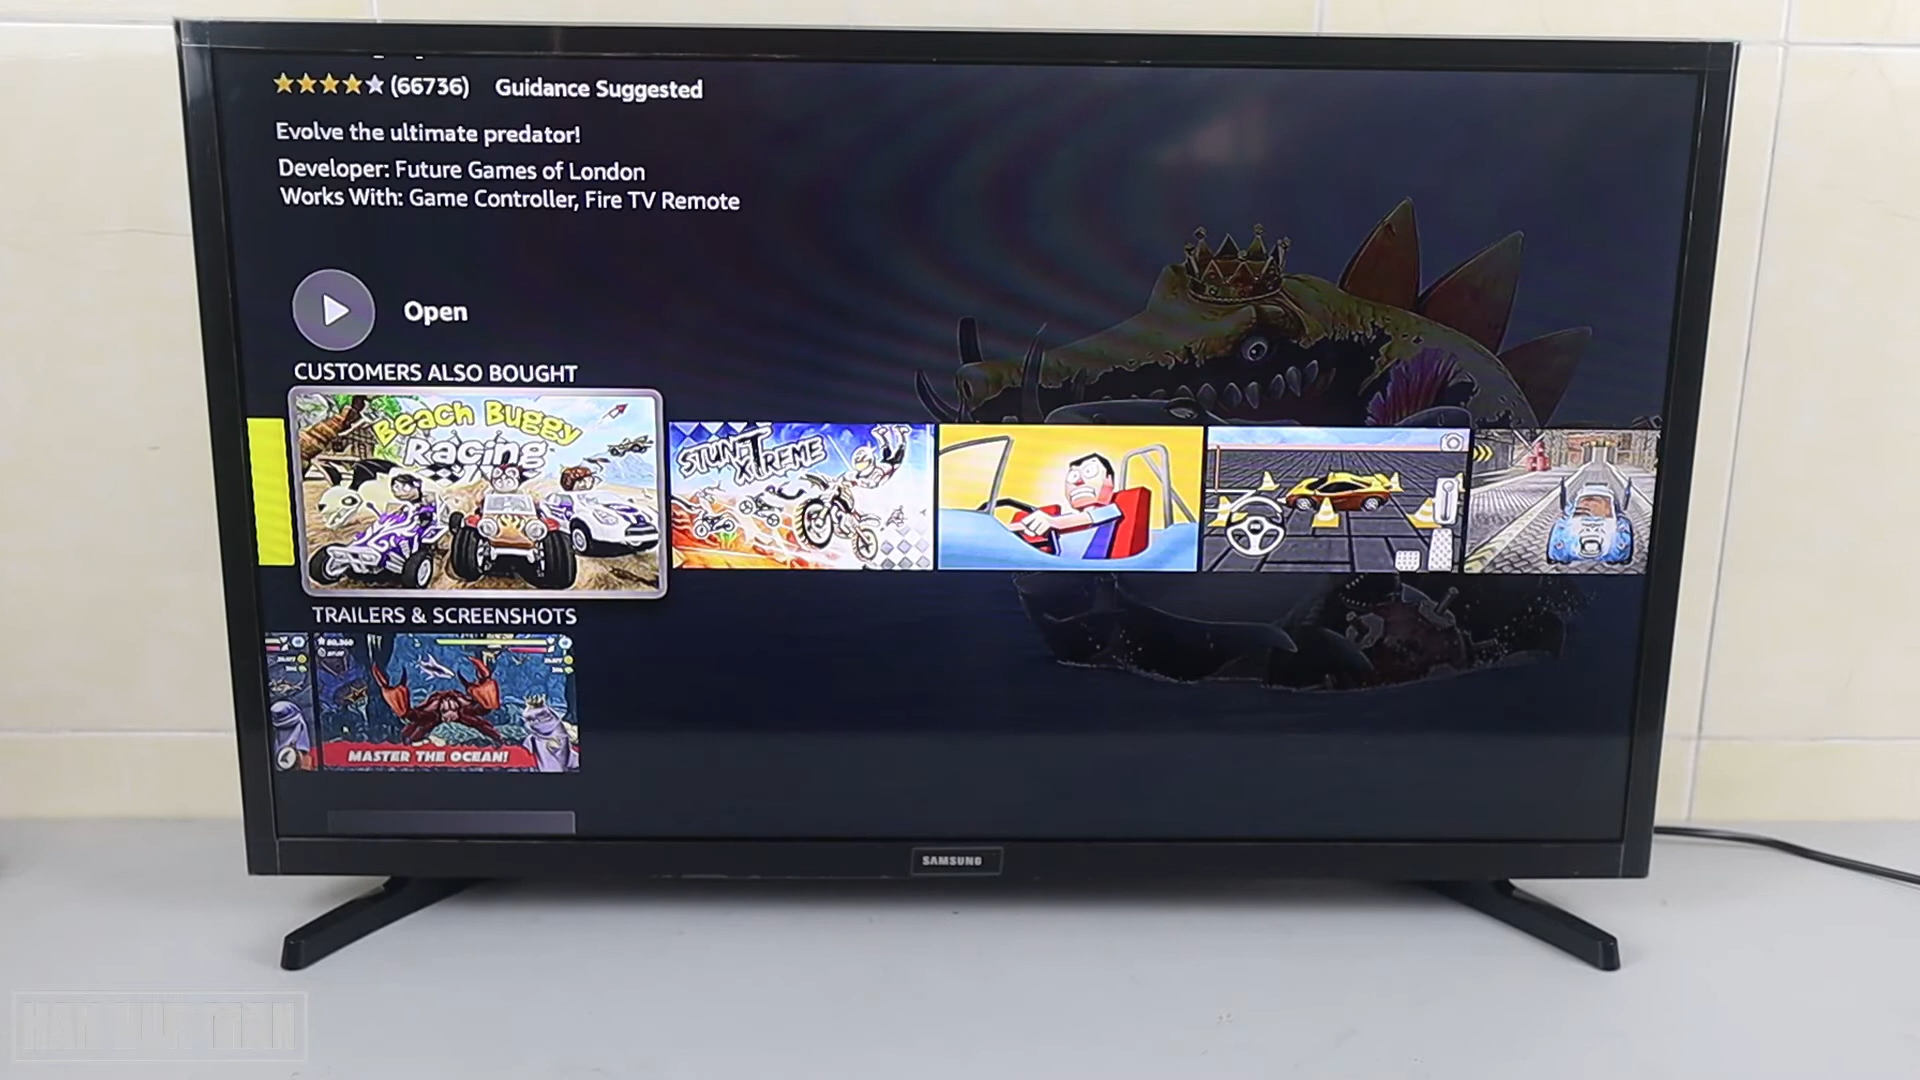 (66736) Guidance Suggested
Evolve the ultimate predator!
Developer: Future Games of London
Works With: Game Controller, Fire TV Remote
Open
CUSTOMERS ALSO BOUGHT
Beach Buggy
Racing
STUNT
XTREME
TRAILERS & SCREENSHOTS
MASTER THE OCEAN!
SAMSUNG